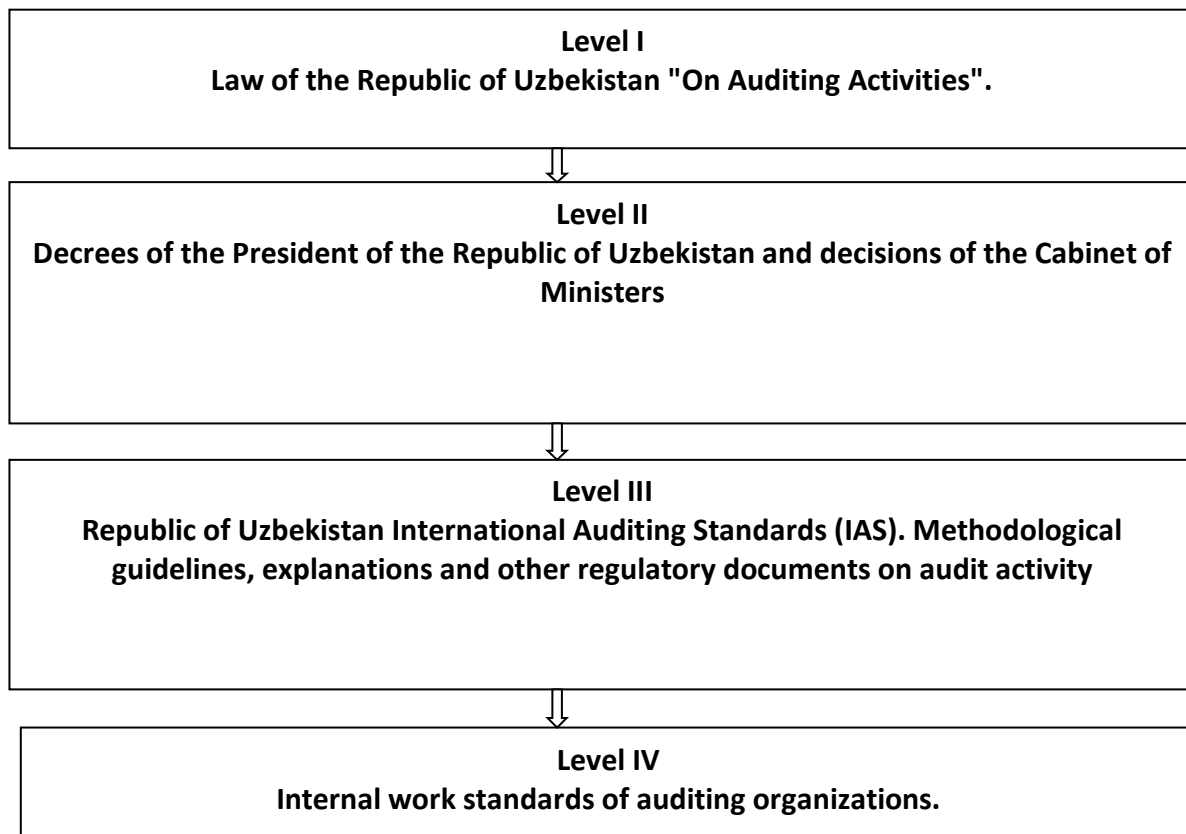 Level I
Law of the Republic of Uzbekistan "On Auditing Activities".
Level II
Decrees of the President of the Republic of Uzbekistan and decisions of the Cabinet of
Ministers
Level III
Republic of Uzbekistan International Auditing Standards (IAS). Methodological
guidelines, explanations and other regulatory documents on audit activity
Level IV
Internal work standards of auditing organizations.